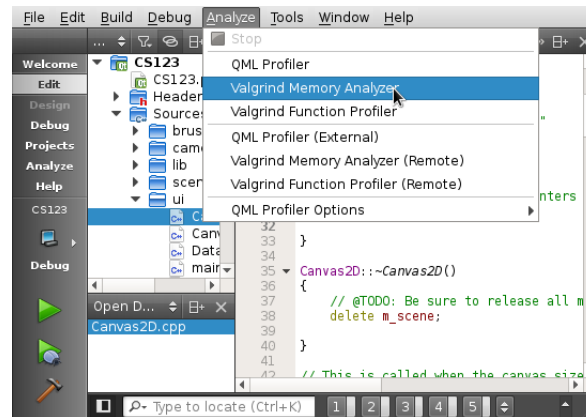 File Edit Build Debug Analyze Tools Window Help
Stop
Welcome
Edit
Design
Debug
Projects
Analyze
Help
CS123
Debug
CS123
CS123.p
Header
Sources
brus
came
lib
scen
ui
Ca
Canv
Data
main
QML Profiler
Valgrind Memory Analyzer
Valgrind Function Profiler
QML Profiler (External)
Valgrind Memory Analyzer (Remote)
Valgrind Function Profiler (Remote)
QML Profiler Options
"
nters
32
33 }
34
35 Canvas2D::~Canvas2D()
36 {
37 // @TODO: Be sure to release all m
38 delete m_scene;
39
40 }
41
42 // This is called when the canvas size
Open D...
Canvas2D.cpp
Type to locate (Ctrl+K) 1 2 3 4 5